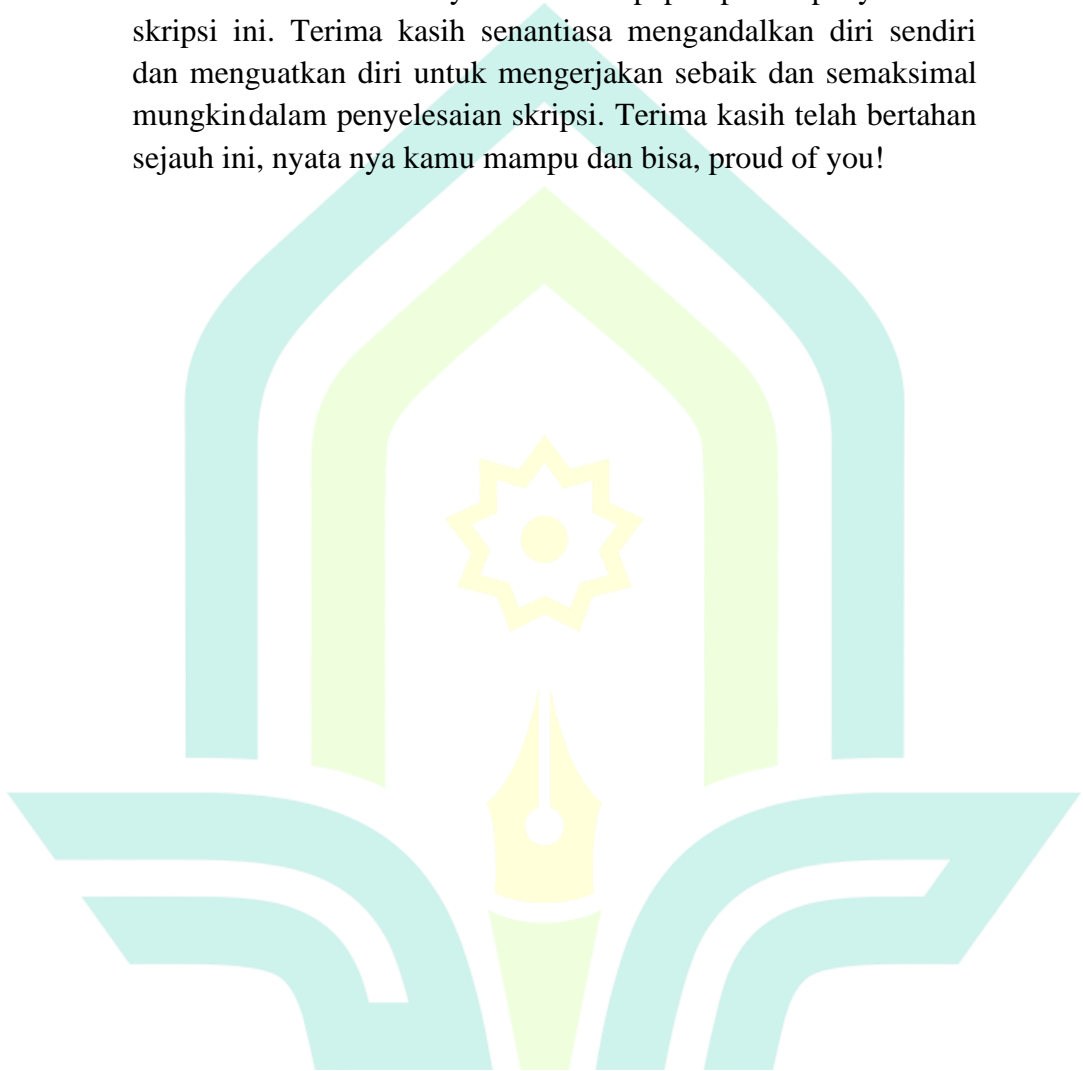 skripsi ini. Terima kasih senantiasa mengandalkan diri sendiri
dan menguatkan diri untuk mengerjakan sebaik dan semaksimal
mungkindalam penyelesaian skripsi. Terima kasih telah bertahan
sejauh ini, nyata nya kamu mampu dan bisa, proud of you!